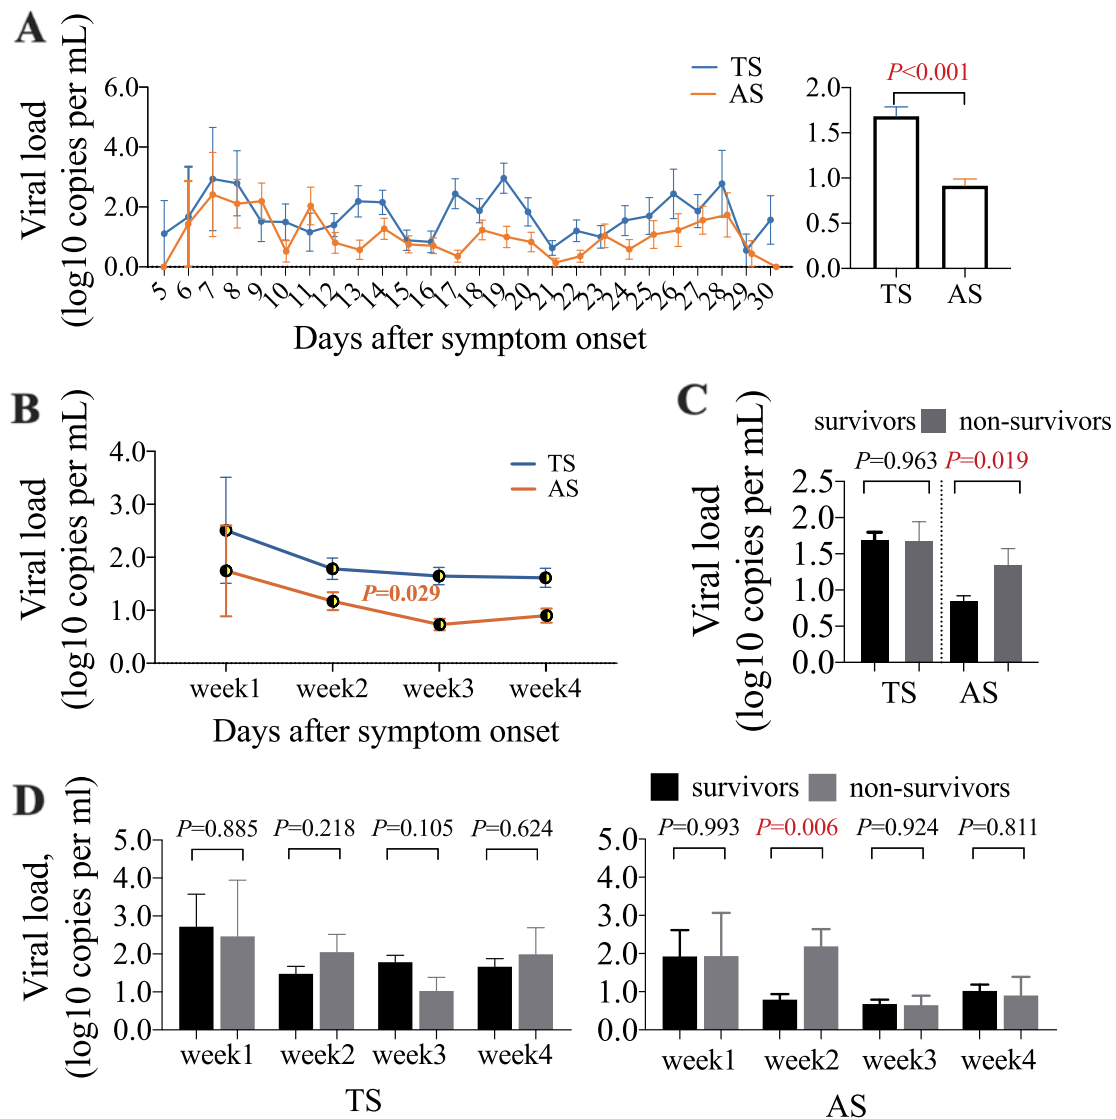 A
Viral load
(log10 copies per mL)
6.0
4.0
2.0
0.0
TS
AS
5 6 7 8 9 10 11 12 13 14 15 16 17 18 19 20 21 22 23 24 25 26 27 28 29 30
Days after symptom onset
P<0.001
2.0
1.5
1.0
0.5
0.0
TS AS
B
Viral load
(log10 copies per mL)
4.0
3.0
2.0
1.0
0.0
TS
AS
P=0.029
week1 week2 week3 week4
Days after symptom onset
C
Viral load
(log10 copies per mL)
survivors non-survivors
P=0.963 P=0.019
2.5
2.0
1.5
1.0
0.5
0.0
TS AS
D
Viral load,
(log10 copies per ml)
P=0.885 P=0.218 P=0.105 P=0.624
5.0
4.0
3.0
2.0
1.0
0.0
week1 week2 week3 week4
TS
survivors non-survivors
P=0.993 P=0.006 P=0.924 P=0.811
5.0
4.0
3.0
2.0
1.0
0.0
week1 week2 week3 week4
AS